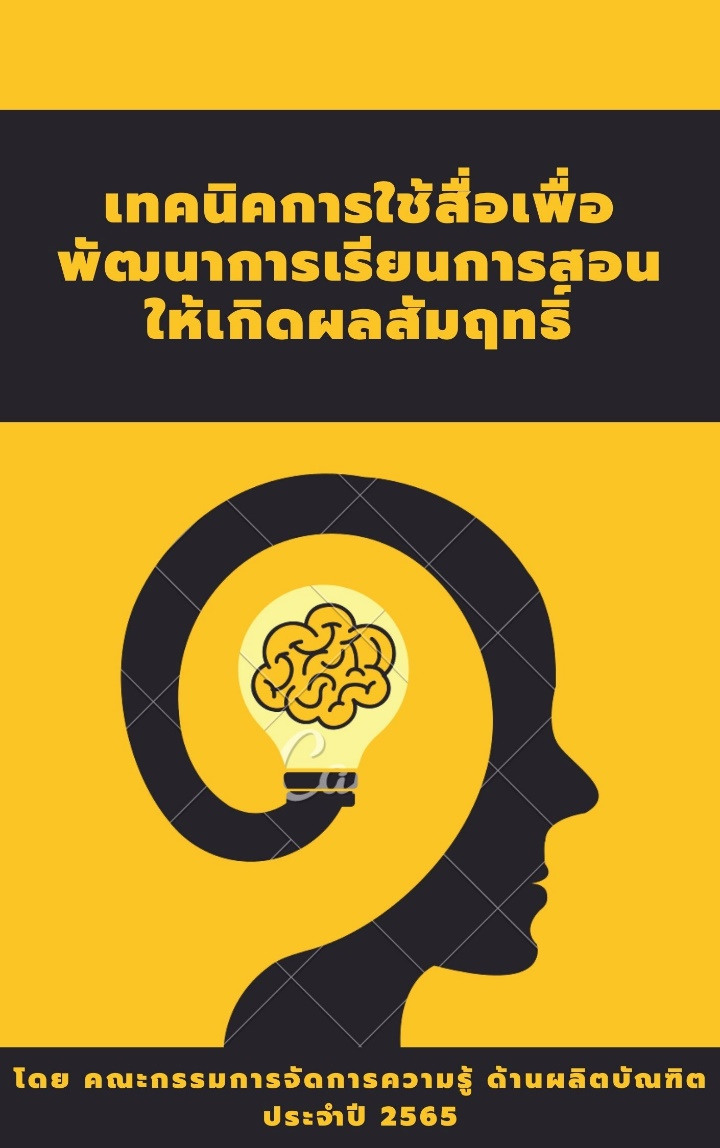 เทคนิคการใช้สื่อเพื่อ
พัฒนาการเรียนการสอน
ให้เกิดผลสัมฤทธิ์
Ca
โดย คณะกรรมการจัดการความรู้ ด้านผลิตบัณฑิต
ประจำปี 2565